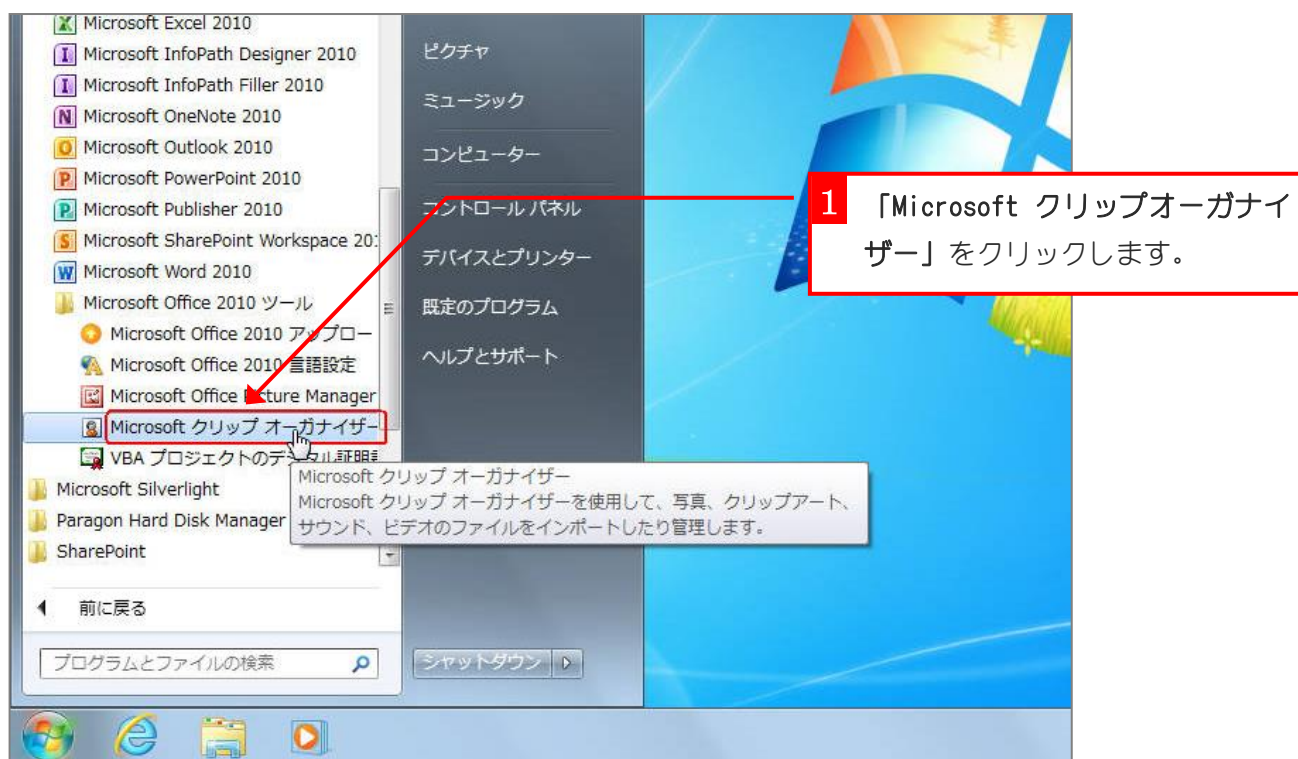 Microsoft Excel 2010
Microsoft InfoPath Designer 2010
Microsoft InfoPath Filler 2010
Microsoft OneNote 2010
Microsoft Outlook 2010
Microsoft PowerPoint 2010
Microsoft Publisher 2010
Microsoft SharePoint Workspace 20
Microsoft Word 2010
Microsoft Office 2010 ツール
Microsoft Office 2010 アップロー
Microsoft Office 2010 言語設定
Microsoft Office Picture Manager
Microsoft クリップ オーガナイザー
VBA プロジェクトのデジタル証明
Microsoft Silverlight
Paragon Hard Disk Manager
SharePoint
前に戻る
プログラムとファイルの検索
ピクチャ
ミュージック
コンピューター
コントロール パネル
デバイスとプリンター
既定のプログラム
ヘルプとサポート
シャットダウン
Microsoft クリップ オーガナイザー
Microsoft クリップ オーガナイザーを使用して、写真、クリップアート、
サウンド、ビデオのファイルをインポートしたり管理します。
1 「Microsoft クリップオーガナイ
ザー」をクリックします。